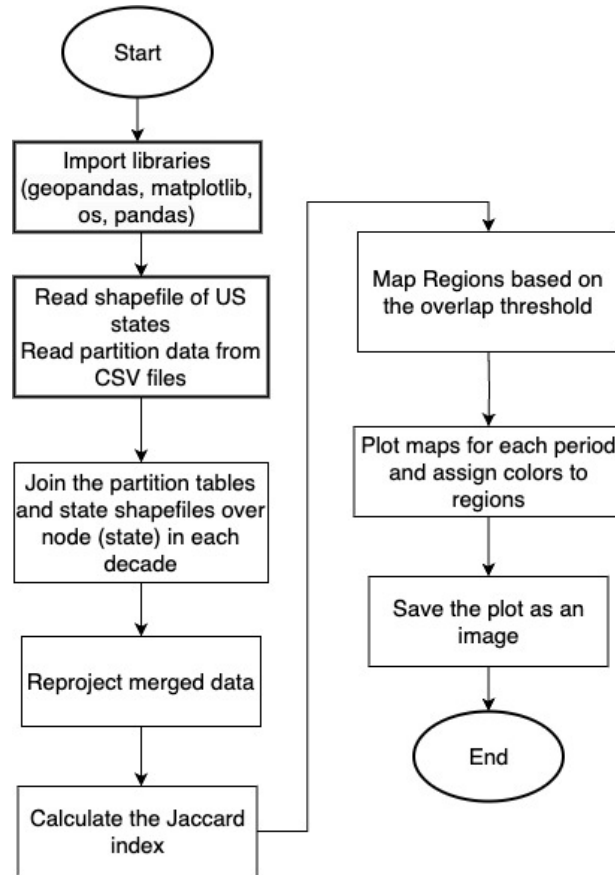 Start
Import libraries
(geopandas, matplotlib,
os, pandas)
Read shapefile of US
states
Read partition data from
CSV files
Join the partition tables
and state shapefiles over
node (state) in each
decade
Reproject merged data
Calculate the Jaccard
index
Map Regions based on
the overlap threshold
Plot maps for each period
and assign colors to
regions
Save the plot as an
image
End